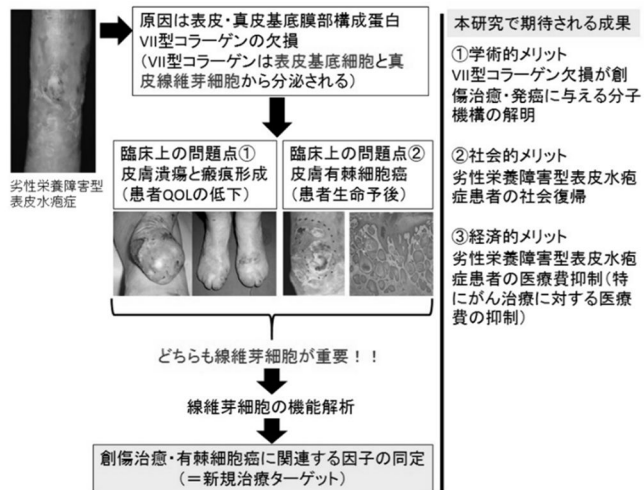 原因は表皮・真皮基底膜部構成蛋白
VII型コラーゲンの欠損
(VII型コラーゲンは表皮基底細胞と真
皮線維芽細胞から分泌される)
劣性栄養障害型
表皮水疱症
臨床上の問題点①
皮膚潰瘍と瘢痕形成
(患者QOLの低下)
臨床上の問題点②
皮膚有棘細胞癌
(患者生命予後)
どちらも線維芽細胞が重要！！
線維芽細胞の機能解析
創傷治癒・有棘細胞癌に関連する因子の同定
(＝新規治療ターゲット)
本研究で期待される成果
①学術的メリット
VII型コラーゲン欠損が創
傷治癒・発癌に与える分子
機構の解明
②社会的メリット
劣性栄養障害型表皮水疱
症患者の社会復帰
③経済的メリット
劣性栄養障害型表皮水疱
症患者の医療費抑制(特
にがん治療に対する医療
費の抑制)